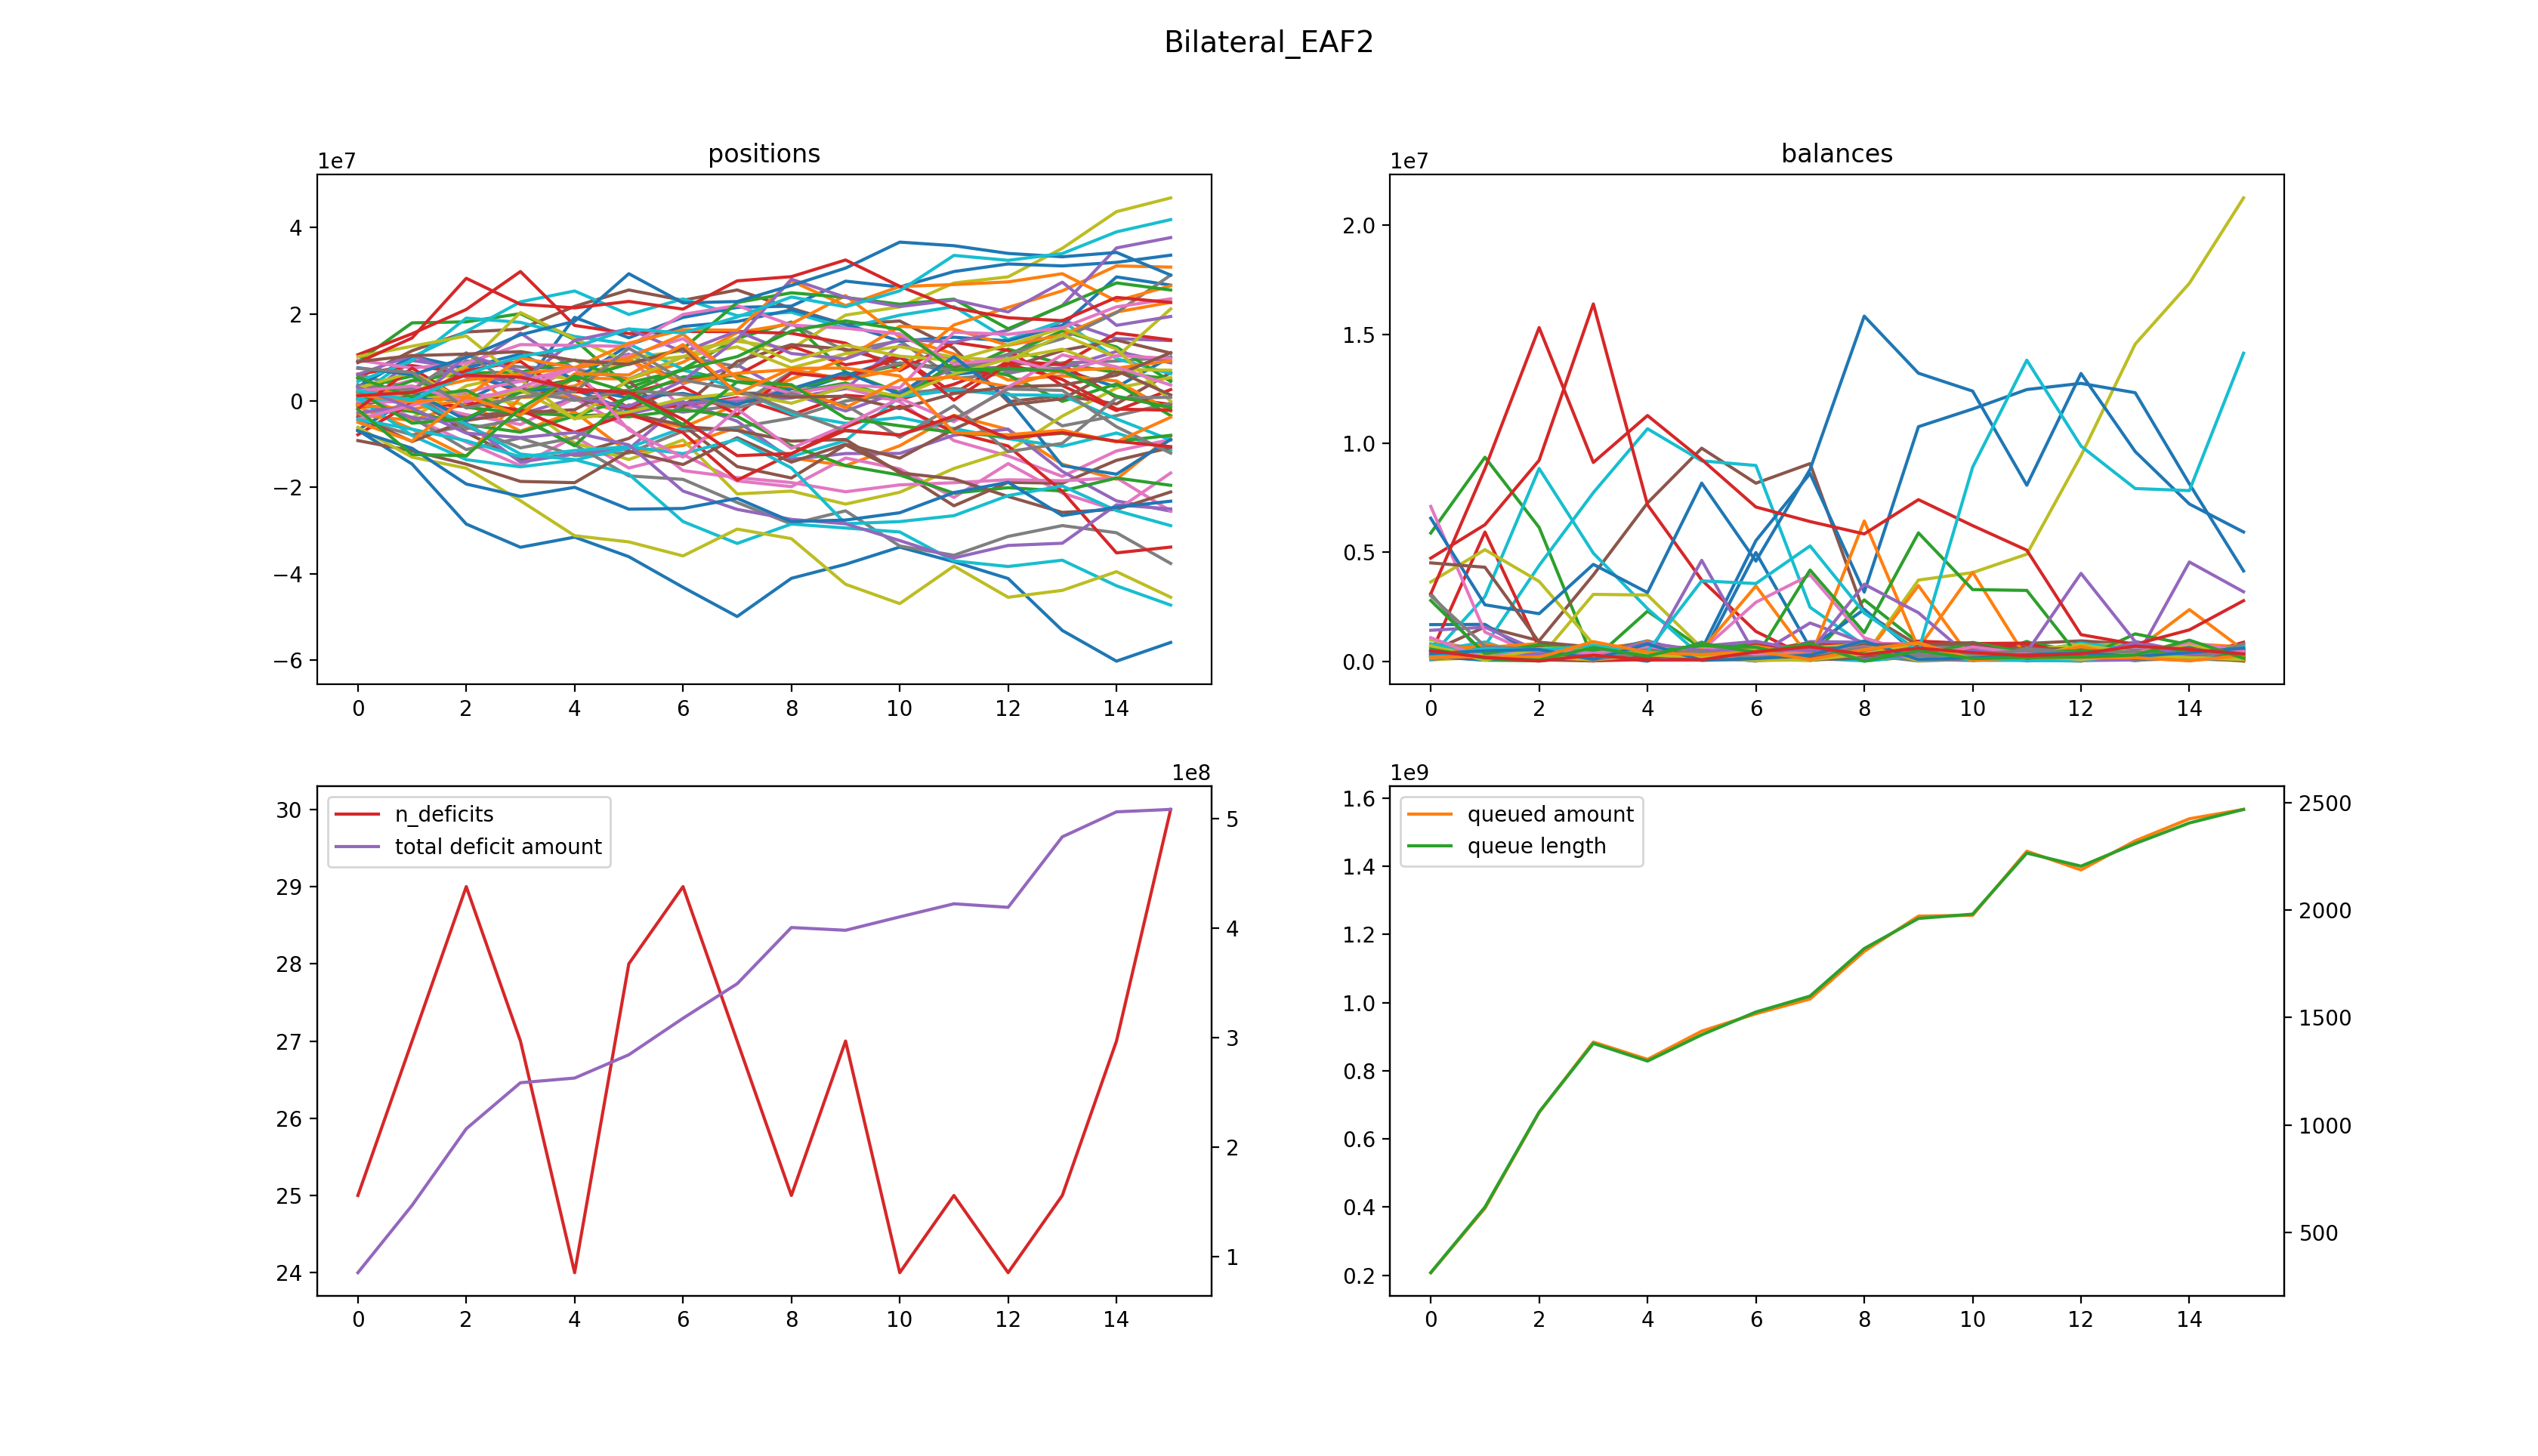 Bilateral_EAF2
positions
1e7
4
2
0
−2
−4
−6
0 2 4 6 8 10 12 14
balances
1e7
2.0
1.5
1.0
0.5
0.0
0 2 4 6 8 10 12 14
1e8
n_deficits
total deficit amount
30
29
28
27
26
25
24
5
4
3
2
1
0 2 4 6 8 10 12 14
1e9
queued amount
queue length
1.6
1.4
1.2
1.0
0.8
0.6
0.4
0.2
2500
2000
1500
1000
500
0 2 4 6 8 10 12 14